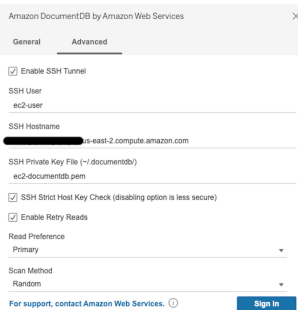 Amazon DocumentDB by Amazon Web Services
General Advanced
Enable SSH Tunnel
SSH User
ec2-user
SSH Hostname
us-east-2.compute.amazon.com
SSH Private Key File (~/.documentdb/)
ec2-documentdb.pem
SSH Strict Host Key Check (disabling option is less secure)
Enable Retry Reads
Read Preference
Primary
Scan Method
Random
For support, contact Amazon Web Services.
Sign In